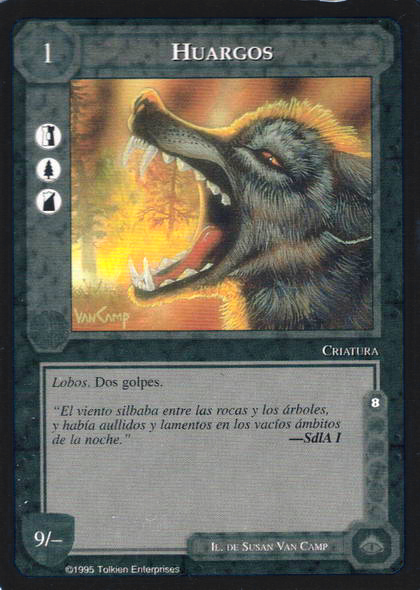 1
HUARGOS
VANCAMP
CRIATURA
Lobos. Dos golpes.
8
"El viento silbaba entre las rocas y los árboles,
y había aullidos y lamentos en los vacíos ámbitos
de la noche." —SdlA I
9/–
IL. DE SUSAN VAN CAMP
©1995 Tolkien Enterprises